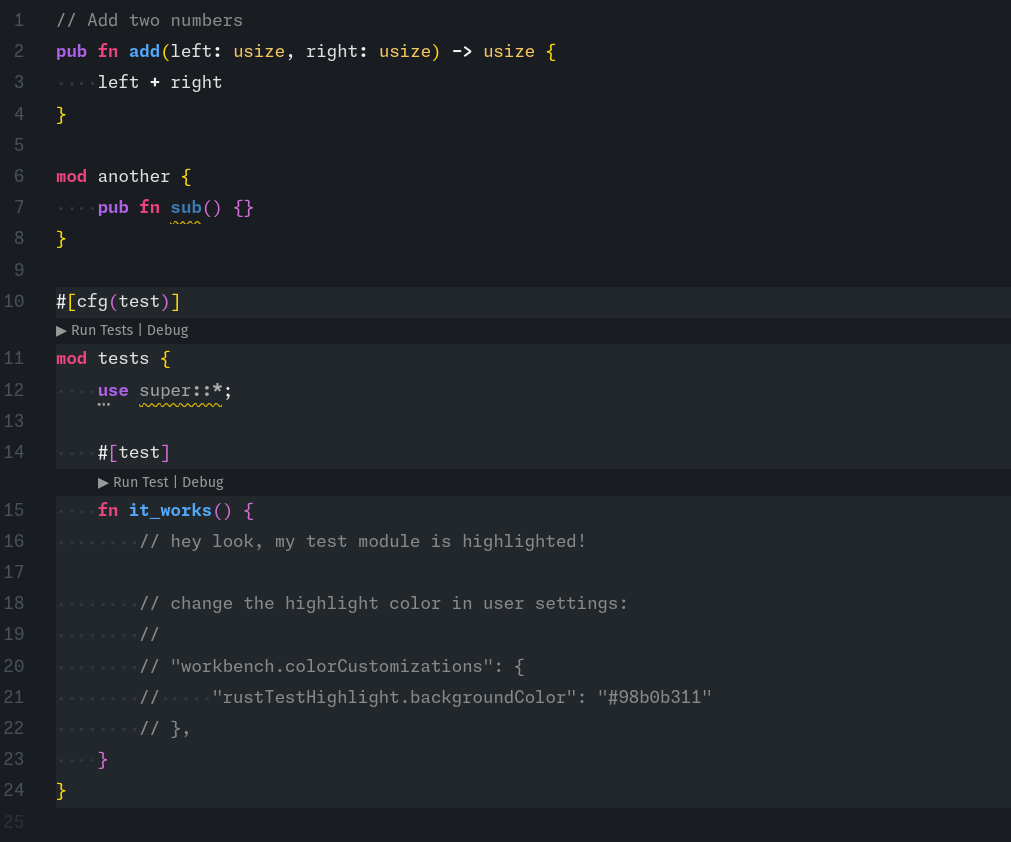 1 // Add two numbers
2 pub fn add(left: usize, right: usize) -> usize {
3 ····left + right
4 }
5
6 mod another {
7 ····pub fn sub() {}
8 }
9
10 #[cfg(test)]
▶ Run Tests | Debug
11 mod tests {
12 ····use super::*;
13
14 ····#[test]
▶ Run Test | Debug
15 ····fn it_works() {
16 ········// hey look, my test module is highlighted!
17
18 ········// change the highlight color in user settings:
19 ········//
20 ········// "workbench.colorCustomizations": {
21 ········//·····"rustTestHighlight.backgroundColor": "#98b0b311"
22 ········// },
23 ····}
24 }
25